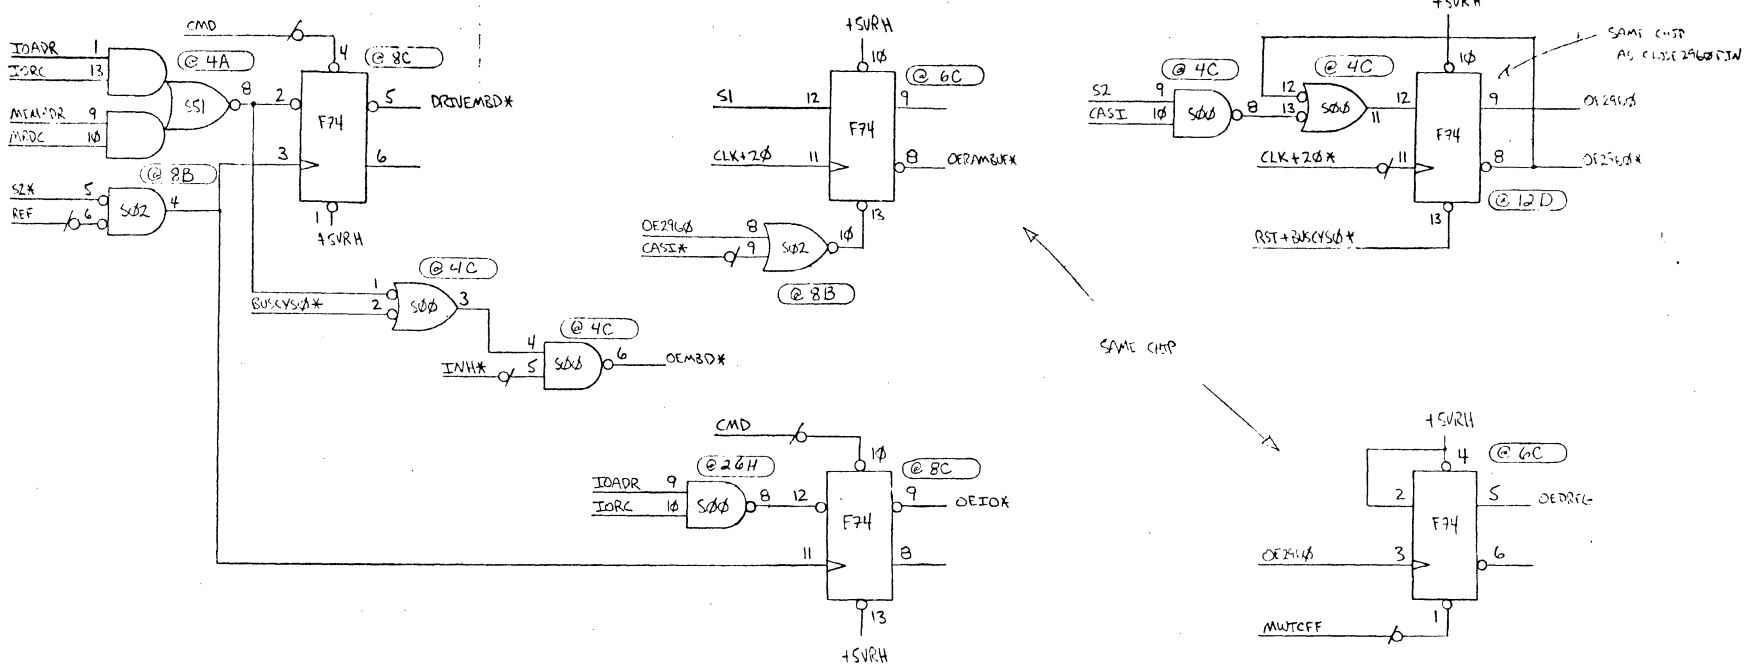 CMD
IOADR 1
IORC 13
@ 4A
S51
8
MEMADR 9
MRDC 10
4
@ 8C
2
5 DRIVEMBD*
F74
3
6
1
+5VRH
@ 8B
S2* 5
REF 6
S02
4
@ 4C
1
BUSCYS0* 2
S00
3
@ 4C
4
S00
6 OEMBD*
INH* 5
+5VRH
10
@ 6C
S1 12
9
F74
CLK+20 11
8 OERAMBUF*
13
OE2960 8
CASI* 9
S02
10
@ 8B
+5VRH
10
SAME CHIP
@ 4C
@ 4C
S2 9
CASI 10
S00
8
12
13
S00
11
12
F74
9 OE2960
CLK+20* 11
8 OE2960*
@ 12D
13
RST+BUSCYS0*
SAME CHIP
CMD
10
@ 26H
@ 8C
IOADR 9
IORC 10
S00
8
12
9 OEIO*
F74
11
8
13
+5VRH
+5VRH
4
@ 6C
2
5
F74
OE2960 3
6
1
MWTCFF